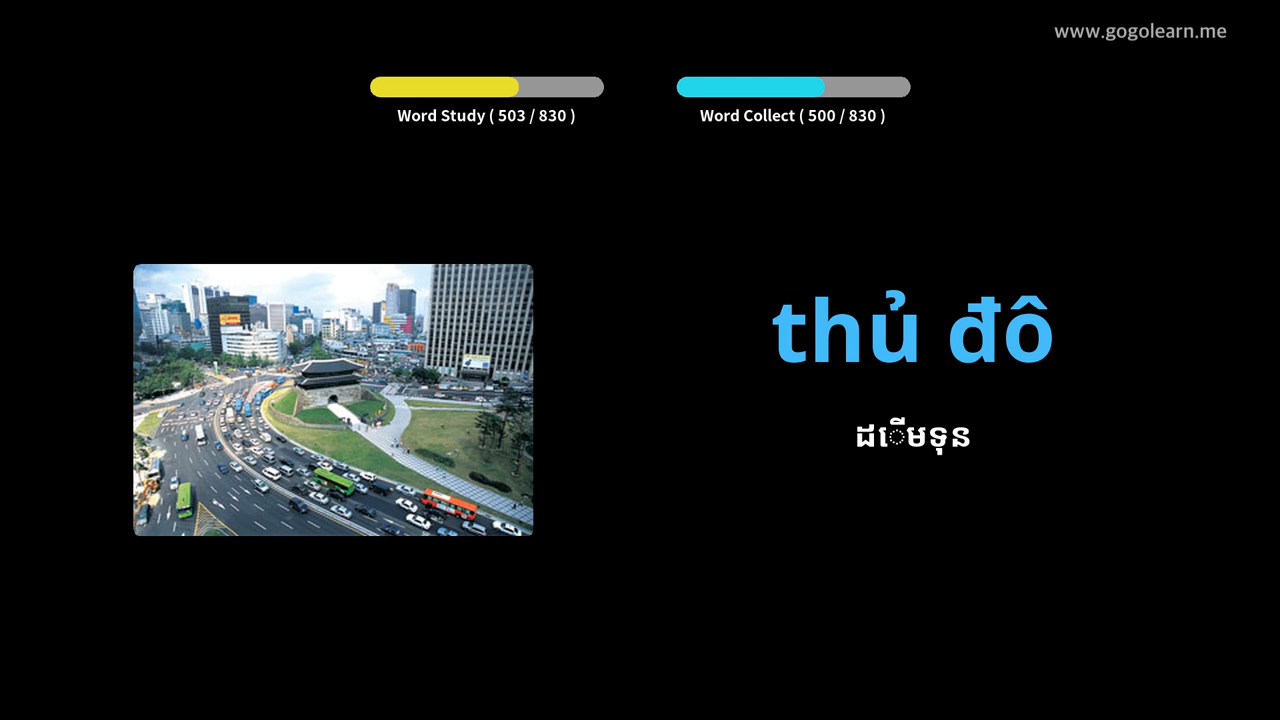 www.gogolearn.me
Word Study ( 503 / 830 )
Word Collect ( 500 / 830 )
thủ đô
ដើមទុន